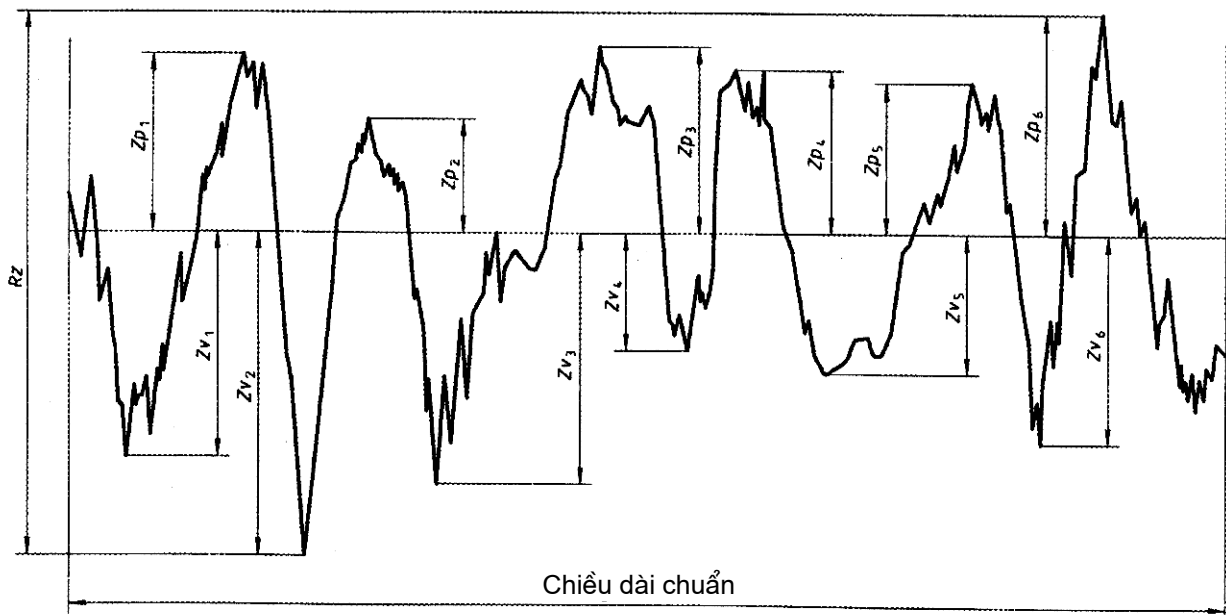 Rz
Zp1
Zv1
Zv2
Zp2
Zv3
Zv4
Zp3
Zp4
Zp5
Zv5
Zp6
Zv6
Chiều dài chuẩn